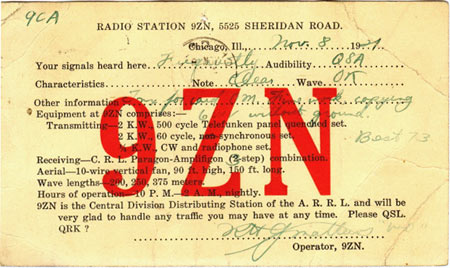 9CA
RADIO STATION 9ZN, 5525 SHERIDAN ROAD.
Chicago, Ill., Nov. 8 19
Your signals heard here Audibility QSA
Characteristics Note Clear Wave OK
Other information
Equipment at 9ZN comprises:— underground.
Transmitting—2 K.W., 500 cycle Telefunken panel quenched set.
2 K.W., 60 cycle, non-synchronous set.
½ K.W., CW and radiophone set.
Best 73
9ZN
Receiving—C. R. L. Paragon-Amplifigon (2-step) combination.
Aerial—10-wire vertical fan, 90 ft. high, 150 ft. long.
Wave lengths—200, 250, 375 meters.
Hours of operation—10 P. M.—2 A. M., nightly.
9ZN is the Central Division Distributing Station of the A. R. R. L. and will be
very glad to handle any traffic you may have at any time. Please QSL.
QRK ?
Operator, 9ZN.